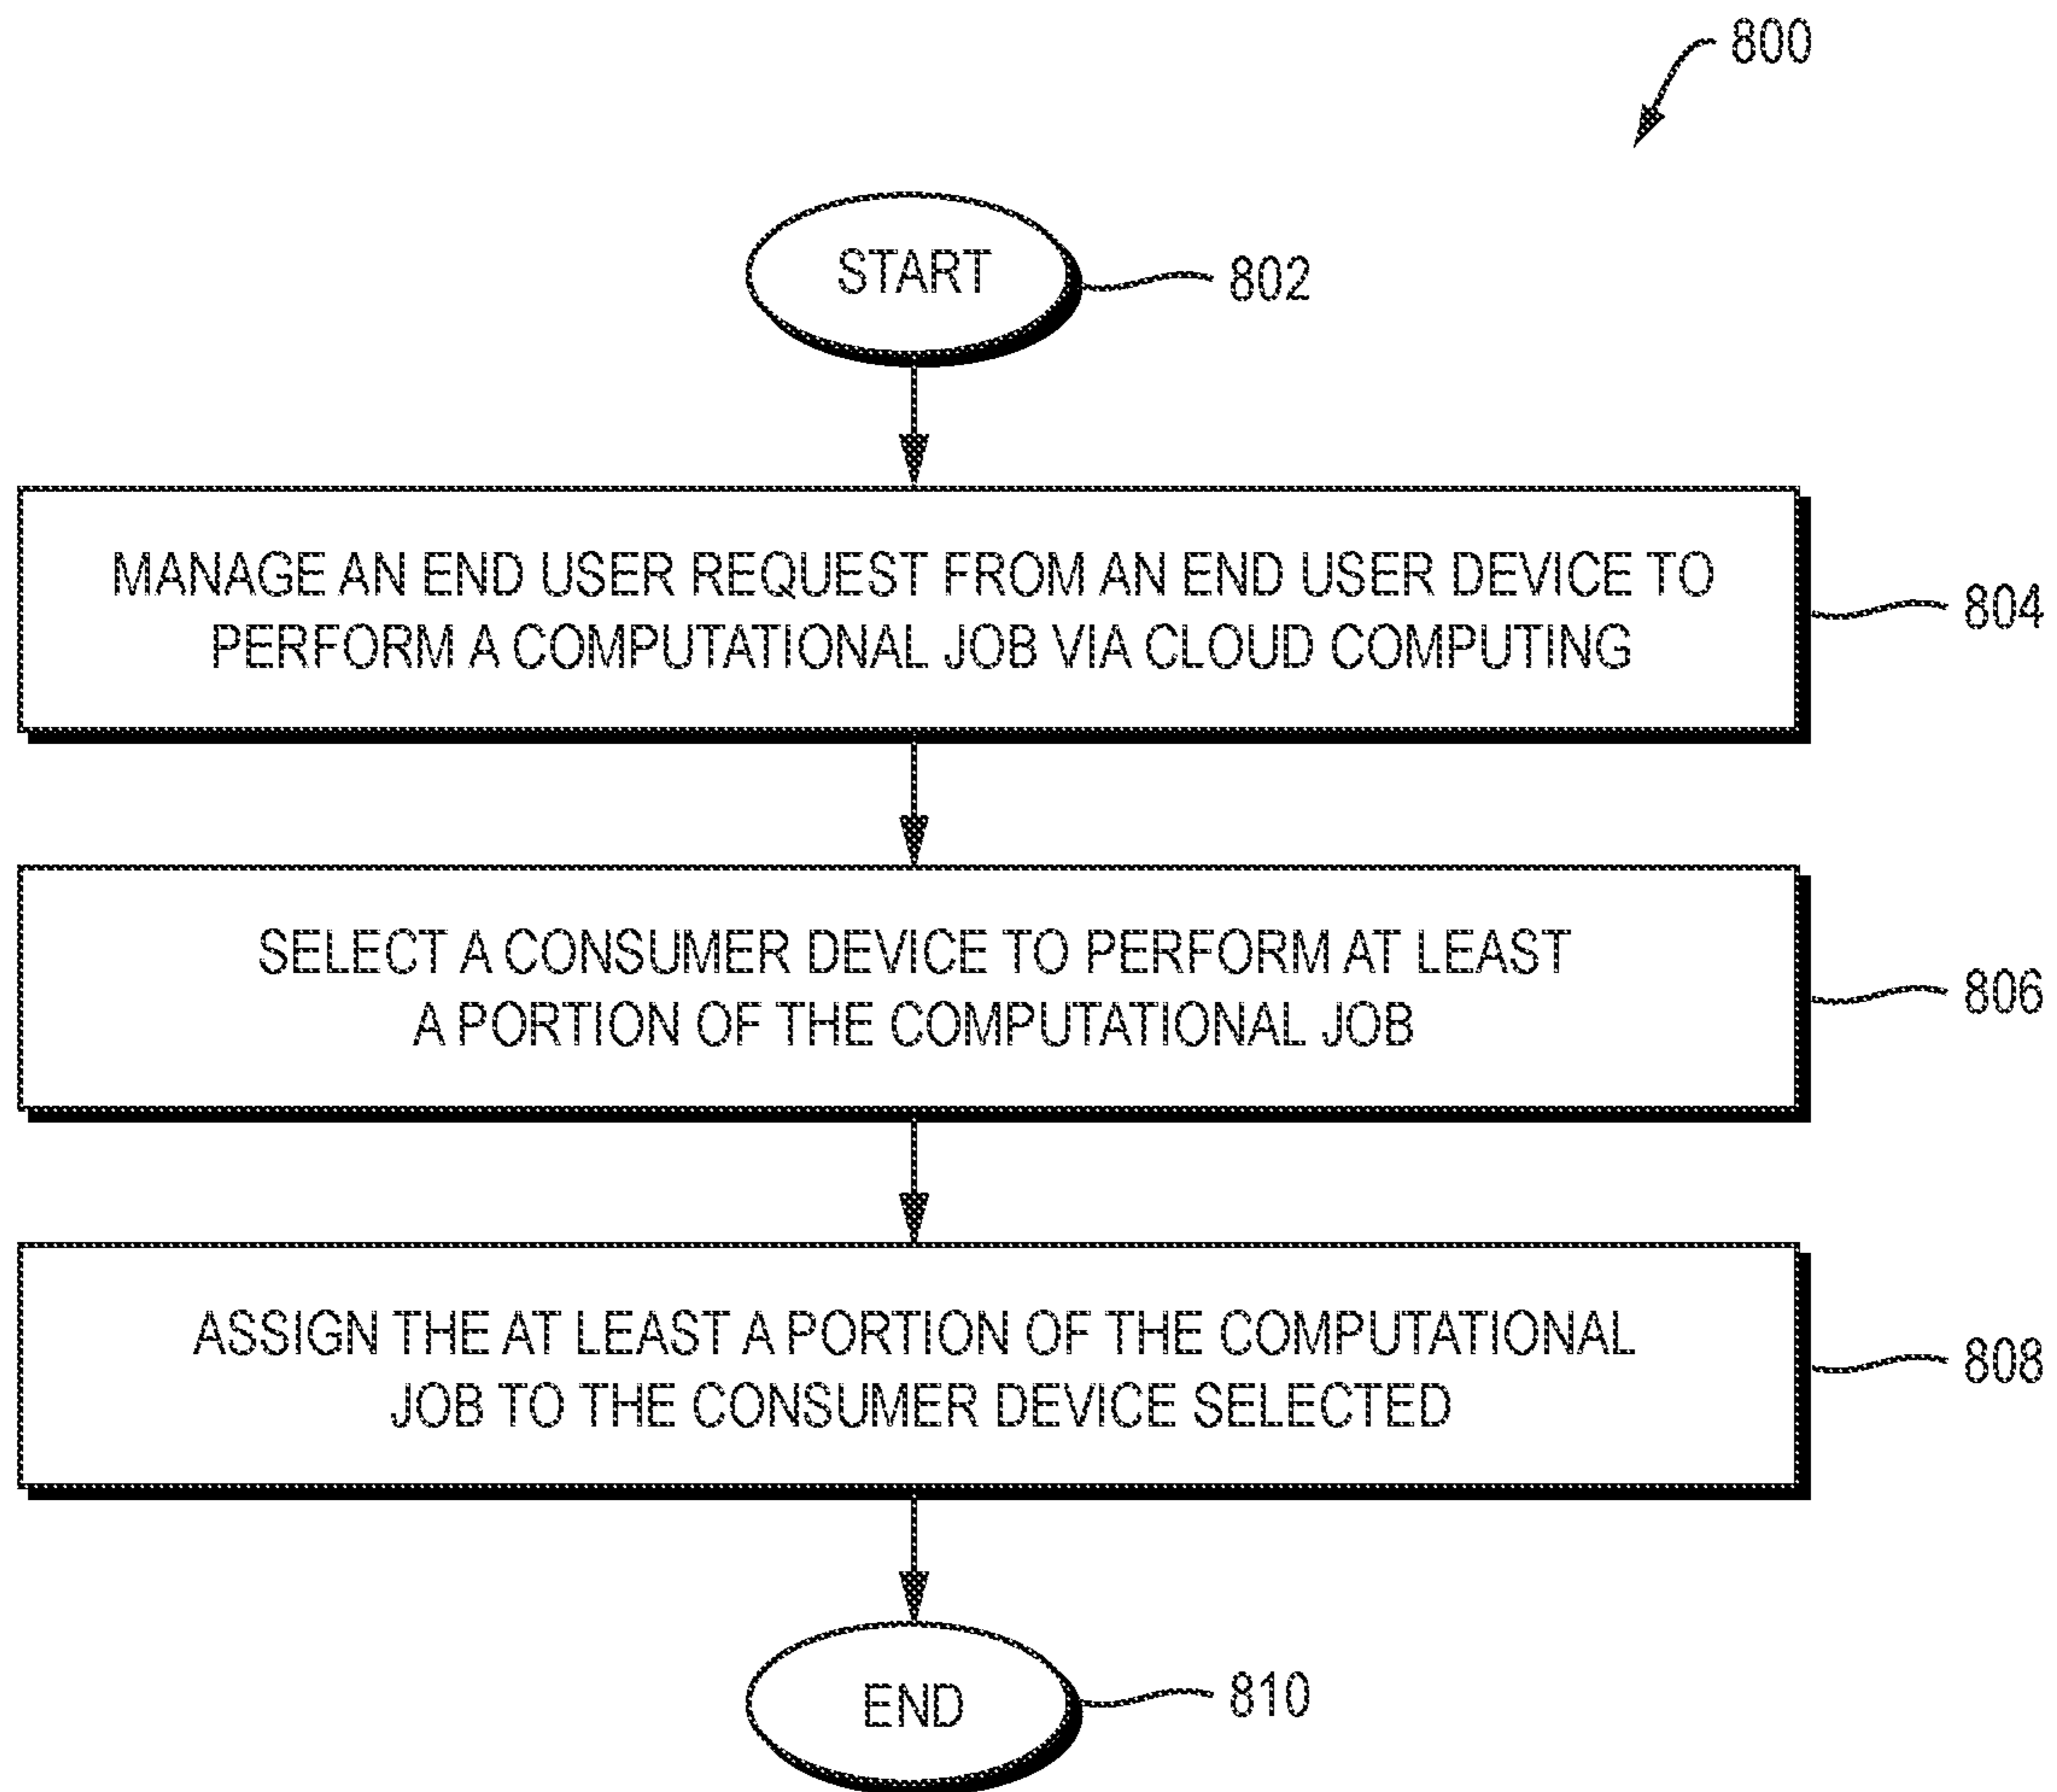 800
START
802
MANAGE AN END USER REQUEST FROM AN END USER DEVICE TO
PERFORM A COMPUTATIONAL JOB VIA CLOUD COMPUTING
804
SELECT A CONSUMER DEVICE TO PERFORM AT LEAST
A PORTION OF THE COMPUTATIONAL JOB
806
ASSIGN THE AT LEAST A PORTION OF THE COMPUTATIONAL
JOB TO THE CONSUMER DEVICE SELECTED
808
END
810